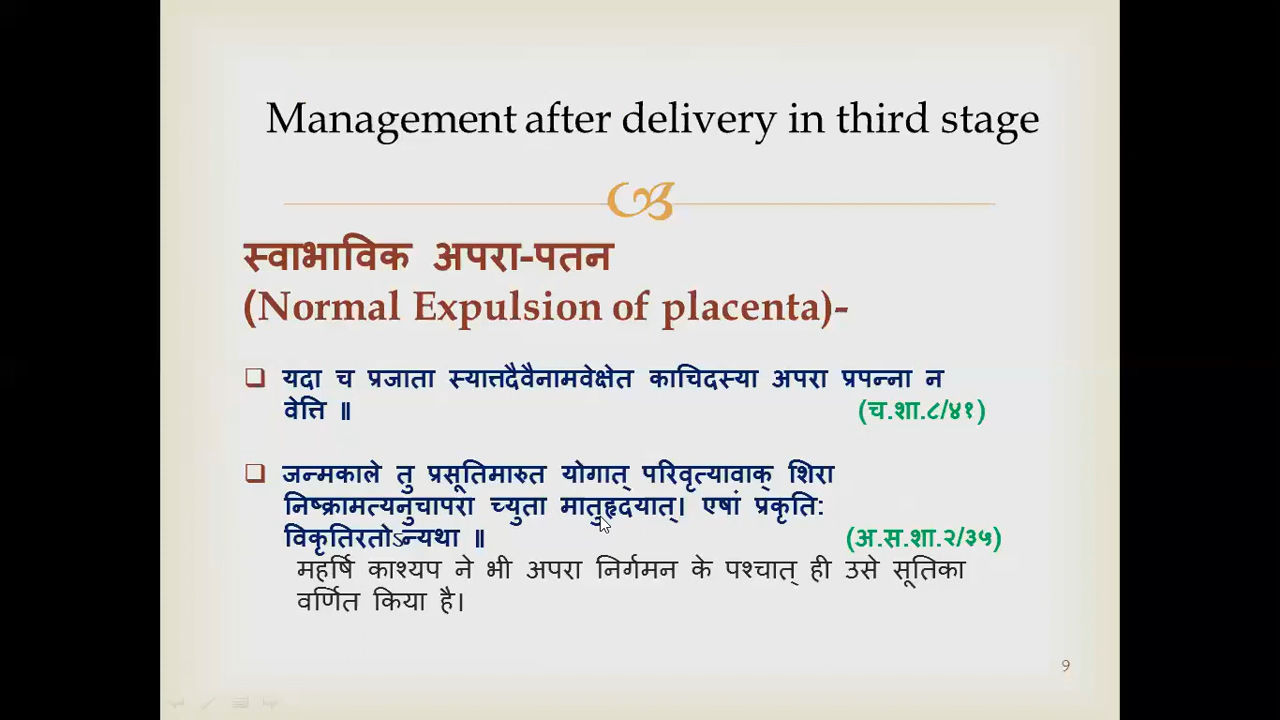 Management after delivery in third stage
स्वाभाविक अपरा-पतन
(Normal Expulsion of placenta)-
यदा च प्रजाता स्यात्तदैवैनामवेक्षेत काचिदस्या अपरा प्रपन्ना न
वेत्ति ॥ (च.शा.८/४१)
जन्मकाले तु प्रसूतिमारुत योगात् परिवृत्यावाक् शिरा
निष्क्रामत्यनुचापरा च्युता मातुहृदयात्। एषां प्रकृति:
विकृतिरतोऽन्यथा ॥ (अ.स.शा.२/३५)
महर्षि काश्यप ने भी अपरा निर्गमन के पश्चात् ही उसे सूतिका
वर्णित किया है।
9